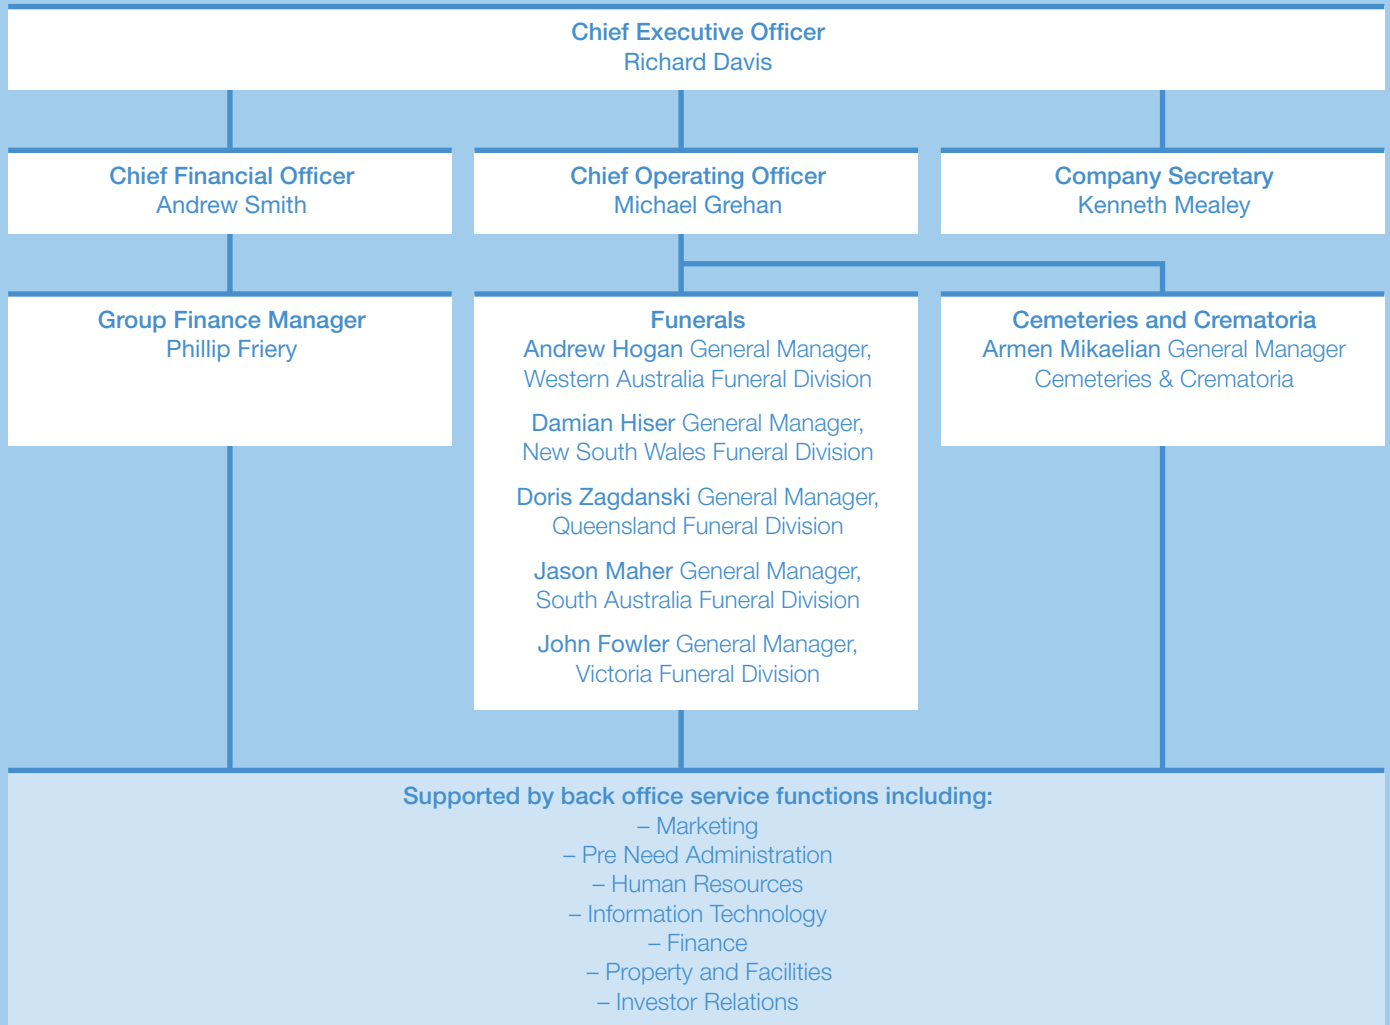 Chief Executive Officer
Richard Davis
Chief Financial Officer
Andrew Smith
Chief Operating Officer
Michael Grehan
Company Secretary
Kenneth Mealey
Group Finance Manager
Phillip Friery
Funerals
Andrew Hogan General Manager,
Western Australia Funeral Division
Damian Hiser General Manager,
New South Wales Funeral Division
Doris Zagdanski General Manager,
Queensland Funeral Division
Jason Maher General Manager,
South Australia Funeral Division
John Fowler General Manager,
Victoria Funeral Division
Cemeteries and Crematoria
Armen Mikaelian General Manager
Cemeteries & Crematoria
Supported by back office service functions including:
– Marketing
– Pre Need Administration
– Human Resources
– Information Technology
– Finance
– Property and Facilities
– Investor Relations